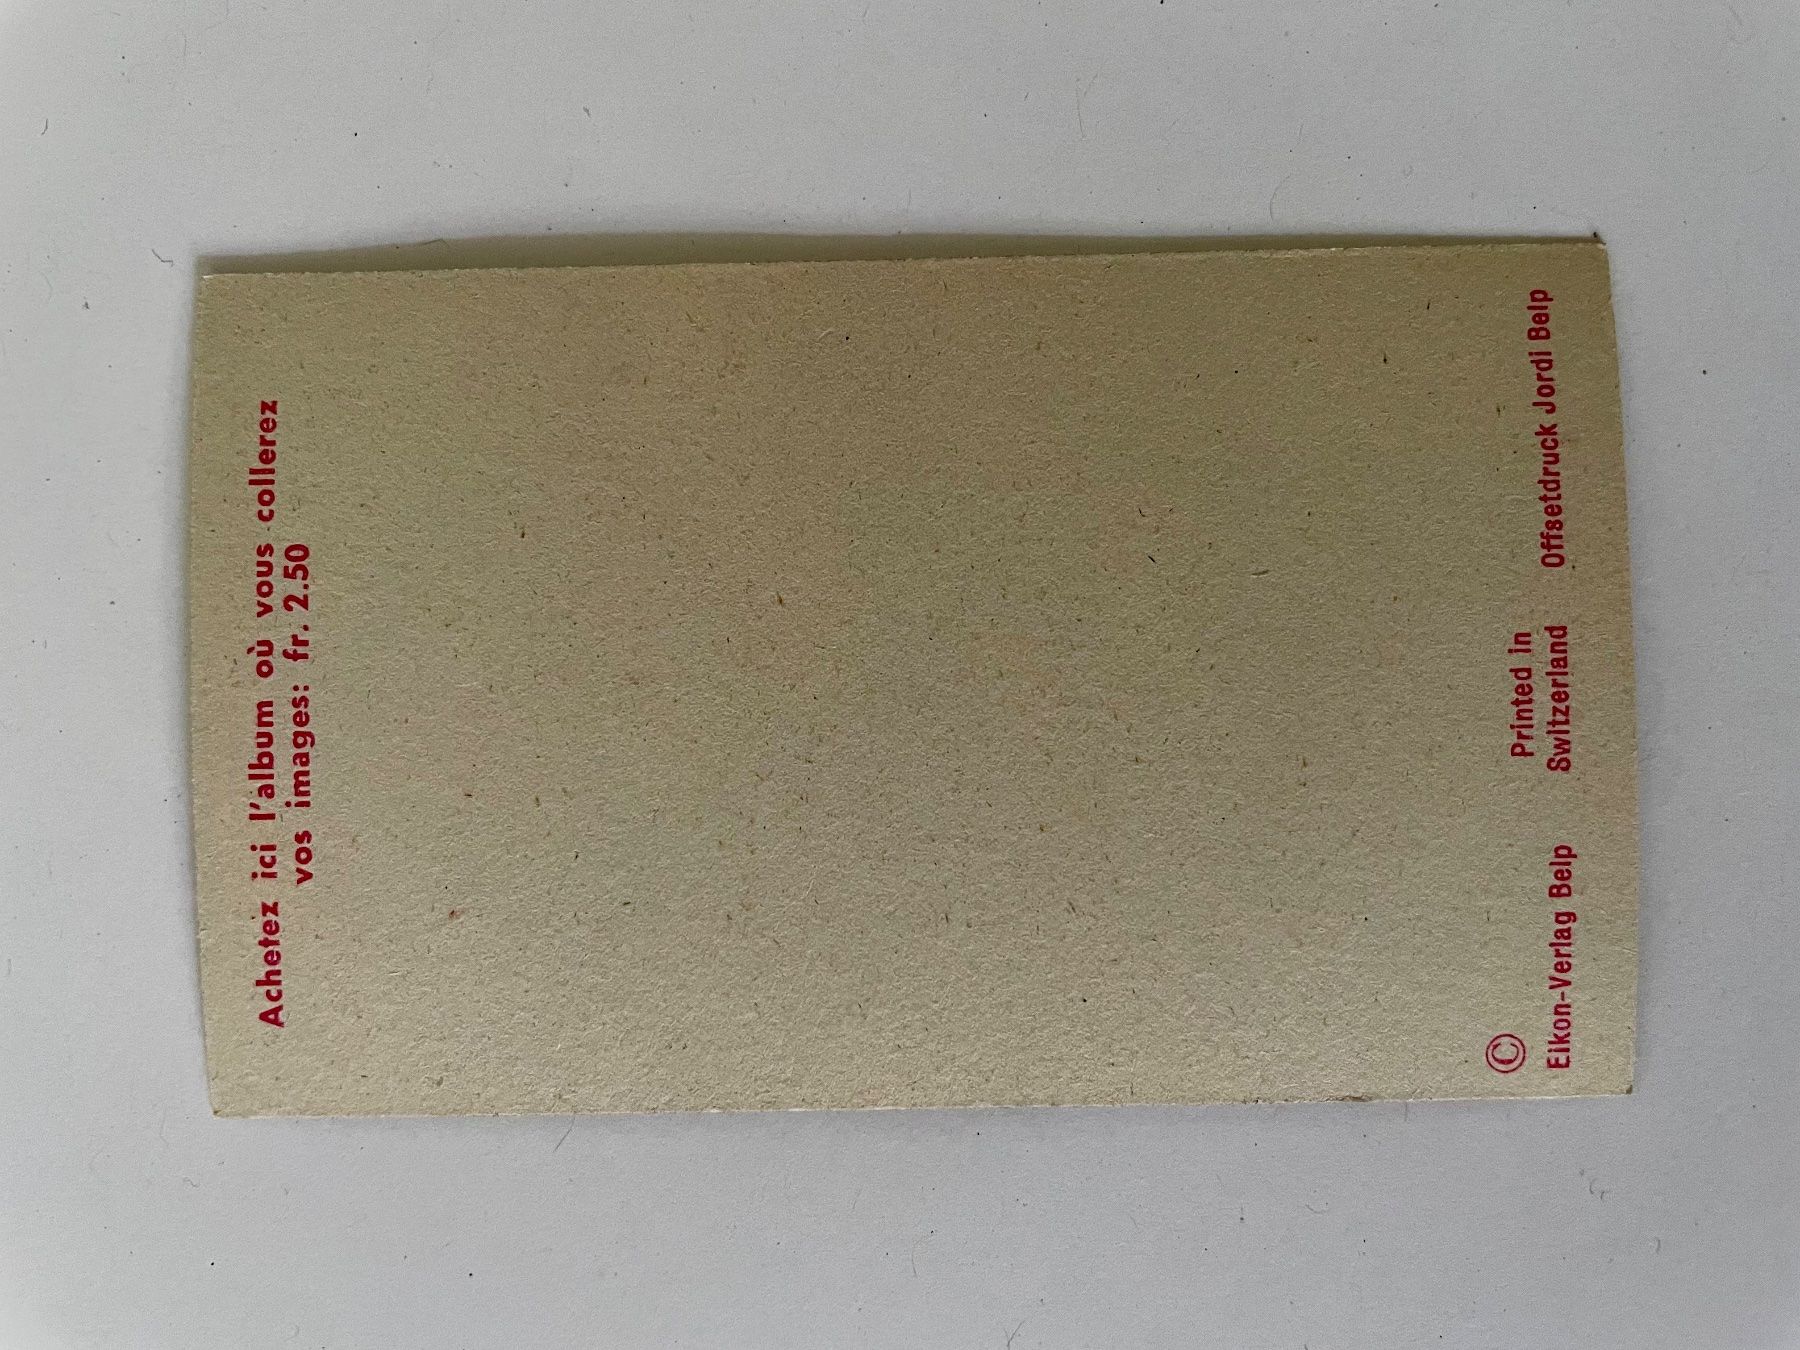 Achetez ici l'album où vous collerez
vos images: fr. 2.50
©
Printed in
Eikon-Verlag Belp Switzerland Offsetdruck Jordi Belp